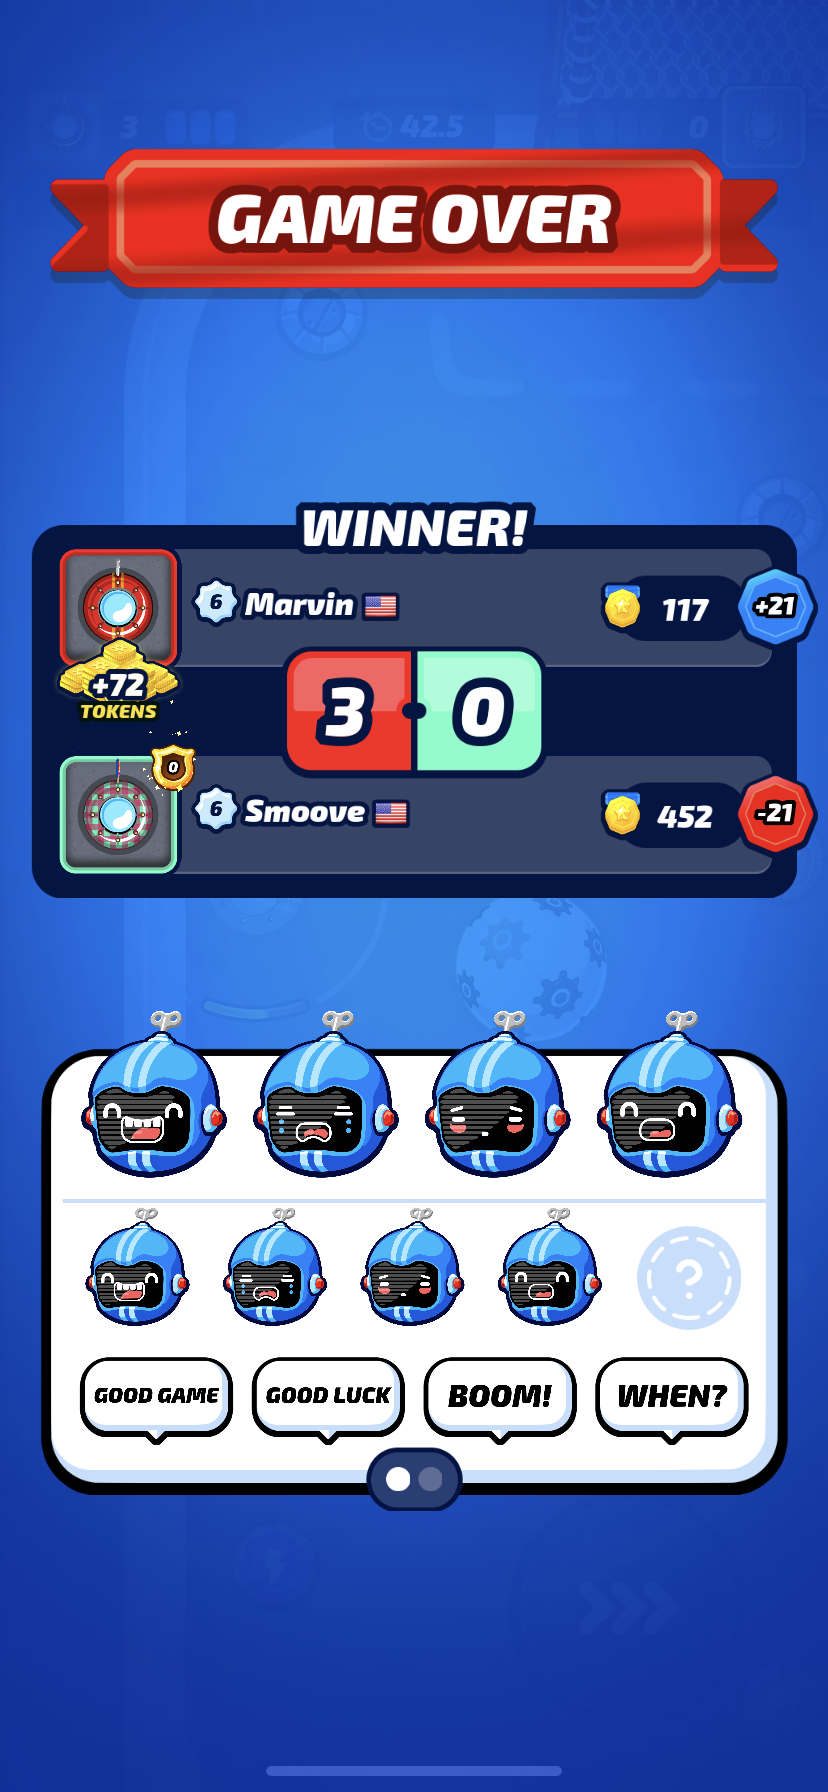 3
42.5
0
GAME OVER
WINNER!
6 Marvin 117 +21
+72
TOKENS
3 0
0
6 Smoove 452 -21
?
GOOD GAME
GOOD LUCK
BOOM!
WHEN?